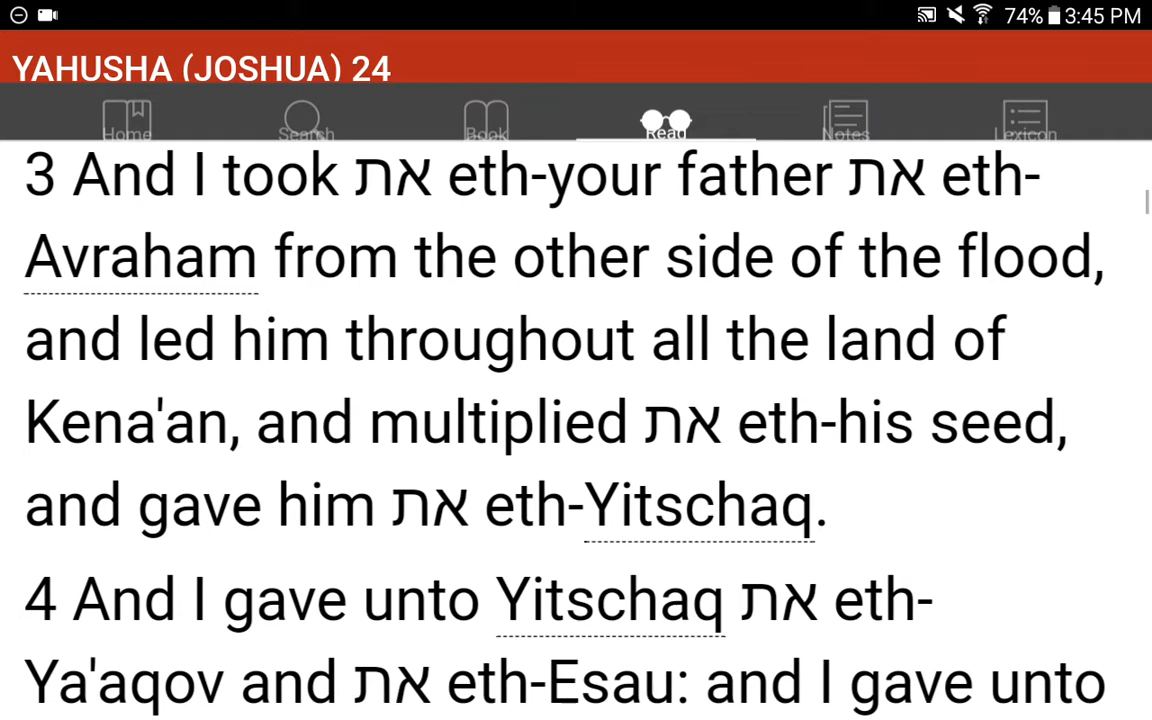 74% 3:45 PM
YAHUSHA (JOSHUA) 24
Home Search Book Read Notes Lexicon
3 And I took את eth-your father את eth-
Avraham from the other side of the flood,
and led him throughout all the land of
Kena'an, and multiplied את eth-his seed,
and gave him את eth-Yitschaq.
4 And I gave unto Yitschaq את eth-
Ya'aqov and את eth-Esau: and I gave unto